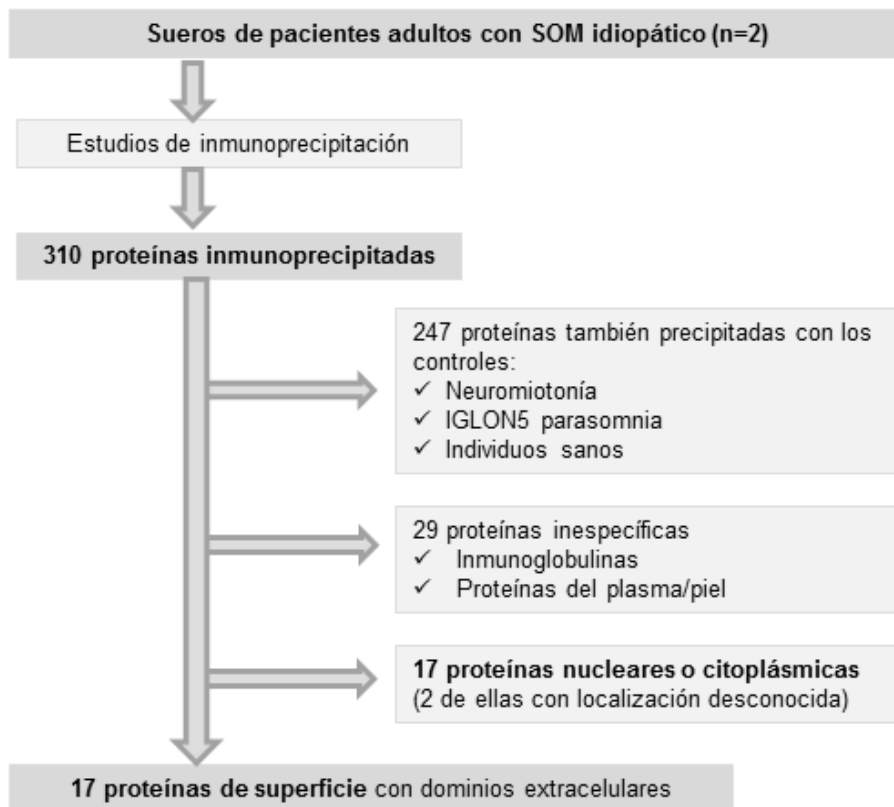 Sueros de pacientes adultos con SOM idiopático (n=2)
Estudios de inmunoprecipitación
310 proteínas inmunoprecipitadas
247 proteínas también precipitadas con los
controles:
✓ Neuromiotonía
✓ IGLON5 parasomnia
✓ Individuos sanos
29 proteínas inespecíficas
✓ Inmunoglobulinas
✓ Proteínas del plasma/piel
17 proteínas nucleares o citoplásmicas
(2 de ellas con localización desconocida)
17 proteínas de superficie con dominios extracelulares